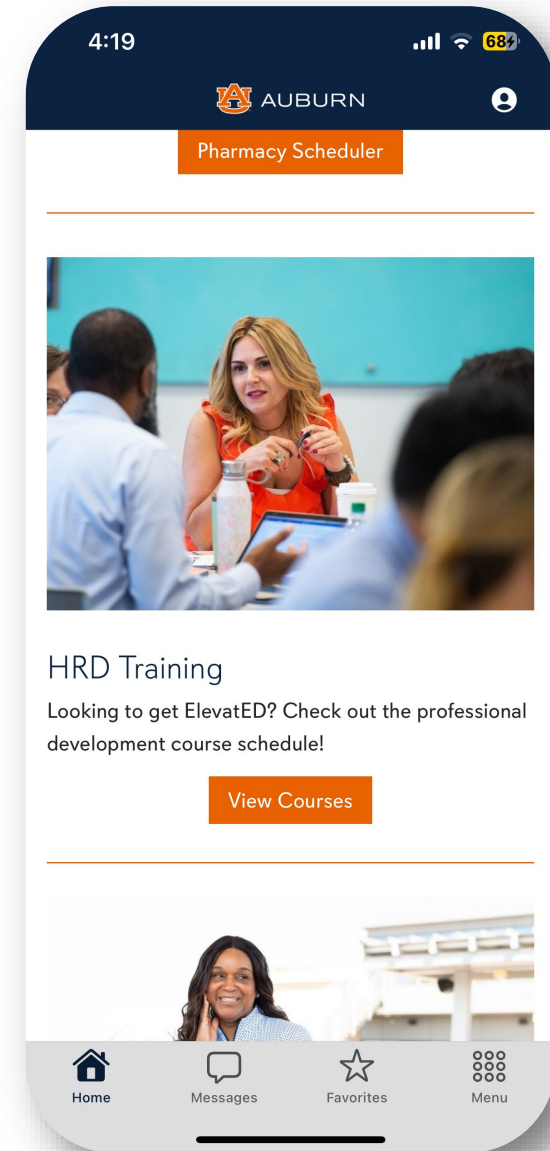 4:19
68
AUBURN
Pharmacy Scheduler
HRD Training
Looking to get ElevatED? Check out the professional
development course schedule!
View Courses
Home
Messages
Favorites
Menu